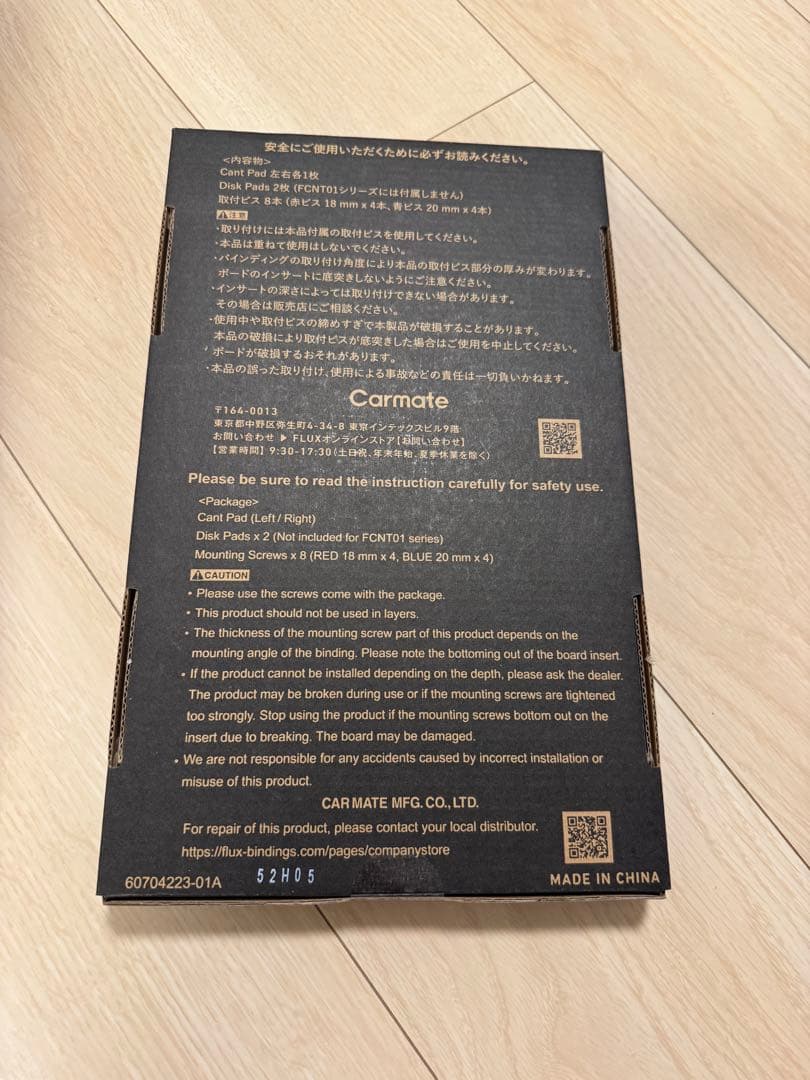 安全にご使用いただくために必ずお読みください。
<内容物>
Cant Pad 左右各1枚
Disk Pads 2枚 (FCNT01シリーズには付属しません)
取付ビス 8本 (赤ビス 18 mm x 4本、青ビス 20 mm x 4本)
⚠注意
・取り付けには本品付属の取付ビスを使用してください。
・本品は重ねて使用はしないでください。
・バインディングの取り付け角度により本品の取付ビス部分の厚みが変わります。
ボードのインサートに底突きしないようにご注意ください。
・インサートの深さによっては取り付けできない場合があります。
その場合は販売店にご相談ください。
・使用中や取付ビスの締めすぎで本製品が破損することがあります。
本品の破損により取付ビスが底突きした場合はご使用を中止してください。
ボードが破損するおそれがあります。
・本品の誤った取り付け、使用による事故などの責任は一切負いかねます。
Carmate
〒164-0013
東京都中野区弥生町4-34-8 東京インテックスビル9階
お問い合わせ ▶ FLUXオンラインストア【お問い合わせ】
【営業時間】 9:30-17:30 (土日祝、年末年始、夏季休業を除く)
Please be sure to read the instruction carefully for safety use.
<Package>
Cant Pad (Left / Right)
Disk Pads x 2 (Not included for FCNT01 series)
Mounting Screws x 8 (RED 18 mm x 4, BLUE 20 mm x 4)
⚠CAUTION
• Please use the screws come with the package.
• This product should not be used in layers.
• The thickness of the mounting screw part of this product depends on the
mounting angle of the binding. Please note the bottoming out of the board insert.
• If the product cannot be installed depending on the depth, please ask the dealer.
The product may be broken during use or if the mounting screws are tightened
too strongly. Stop using the product if the mounting screws bottom out on the
insert due to breaking. The board may be damaged.
• We are not responsible for any accidents caused by incorrect installation or
misuse of this product.
CAR MATE MFG. CO., LTD.
For repair of this product, please contact your local distributor.
https://flux-bindings.com/pages/companystore
60704223-01A
52H05
MADE IN CHINA